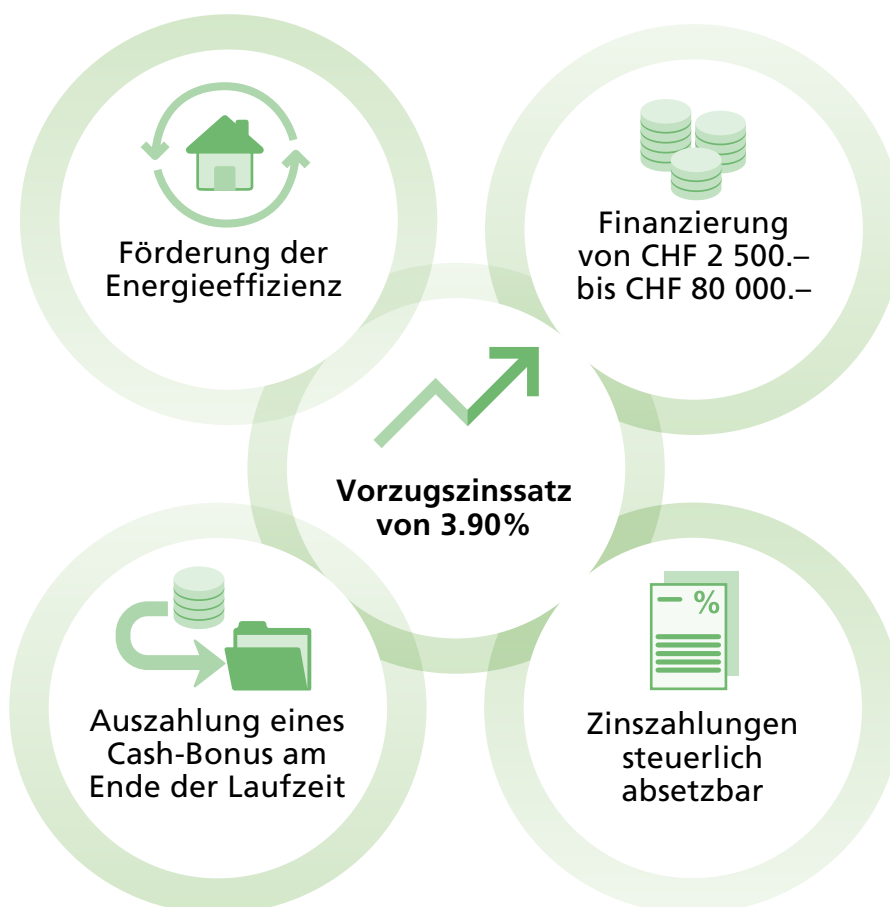 Förderung der
Energieeffizienz
Finanzierung
von CHF 2 500.–
bis CHF 80 000.–
Vorzugszinssatz
von 3.90%
Auszahlung eines
Cash-Bonus am
Ende der Laufzeit
– %
Zinszahlungen
steuerlich
absetzbar